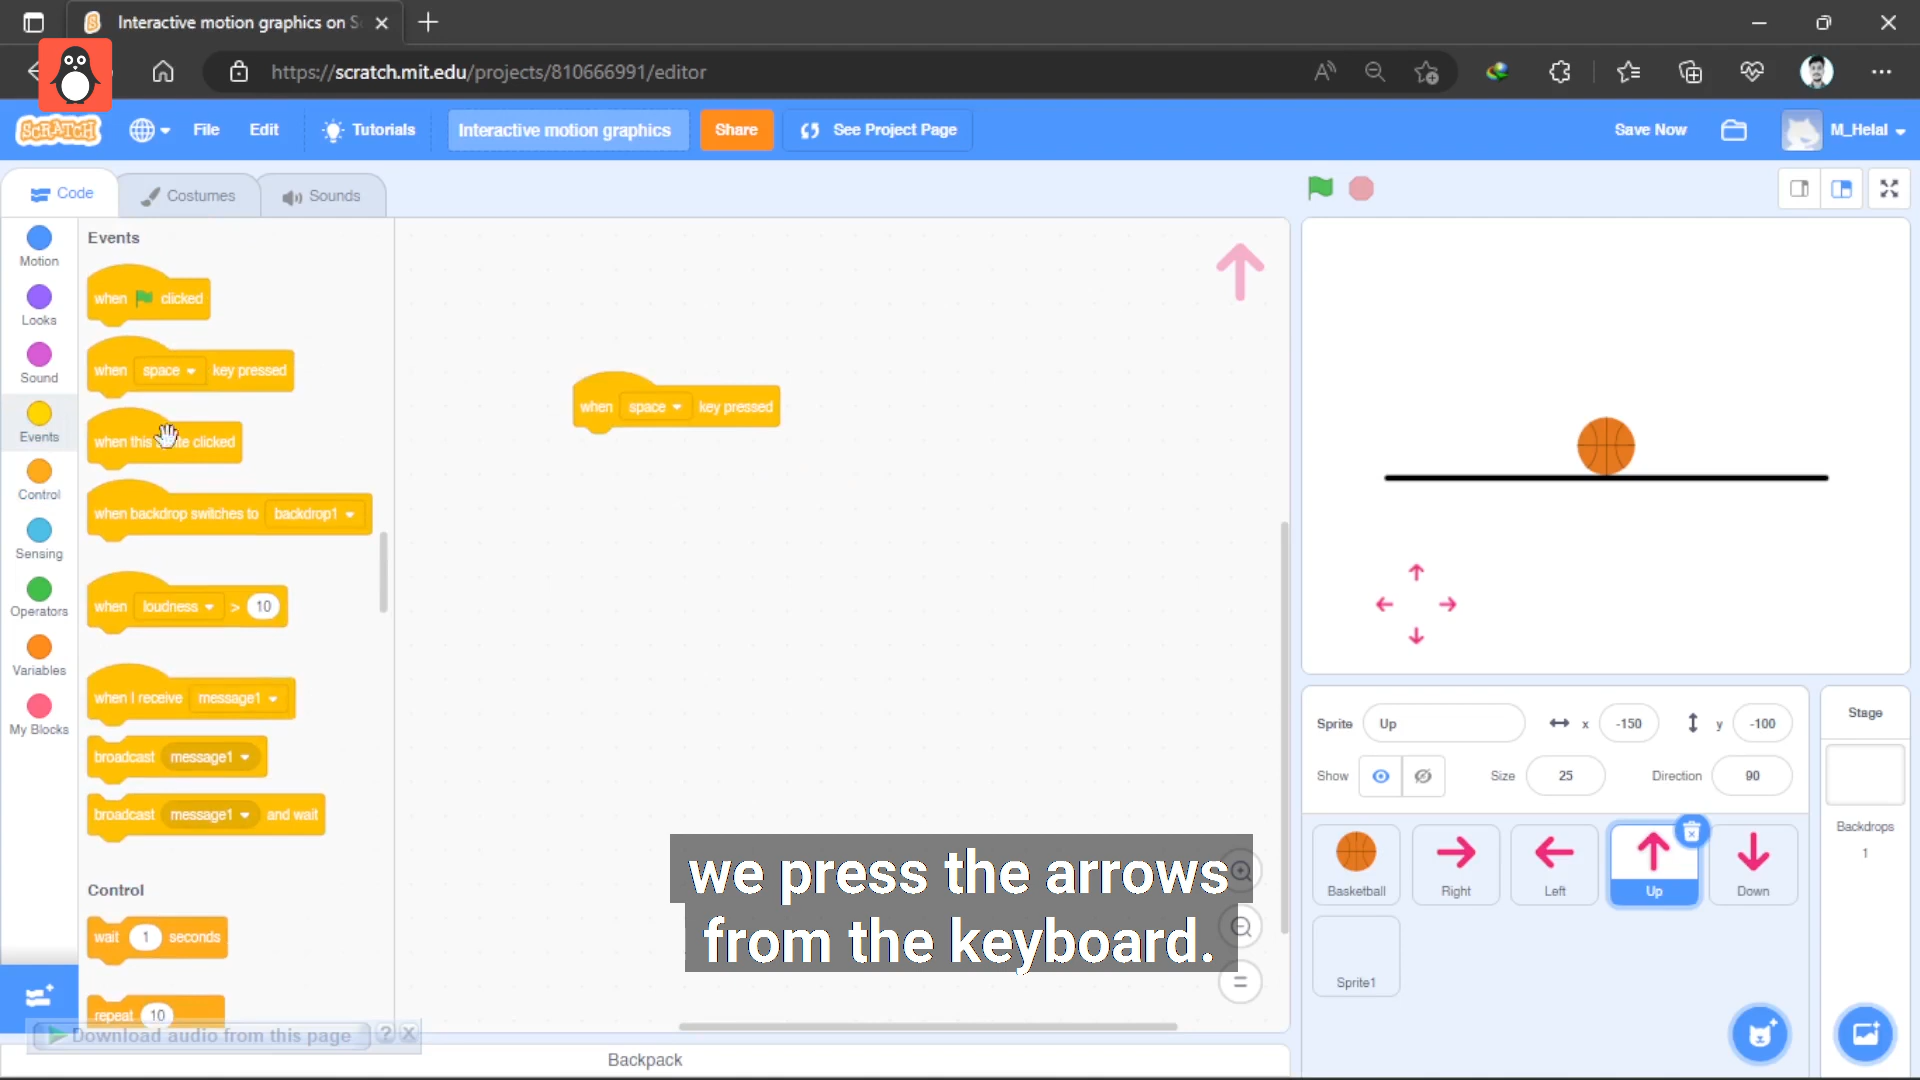 Interactive motion graphics on S
https://scratch.mit.edu/projects/810666991/editor
SCRATCH
File
Edit
Tutorials
Interactive motion graphics
Share
See Project Page
Save Now
M_Helal
Code
Costumes
Sounds
Motion
Looks
Sound
Events
Control
Sensing
Operators
Variables
My Blocks
Events
when clicked
when space key pressed
when this clicked
when backdrop switches to backdrop1
when loudness > 10
when I receive message1
broadcast message1
broadcast message1 and wait
Control
wait 1 seconds
repeat 10
Download audio from this page ? X
when space key pressed
we press the arrows
from the keyboard.
Backpack
Sprite Up x -150 y -100
Show Size 25 Direction 90
Basketball
Right
Left
Up
Down
Sprite1
Stage
Backdrops
1